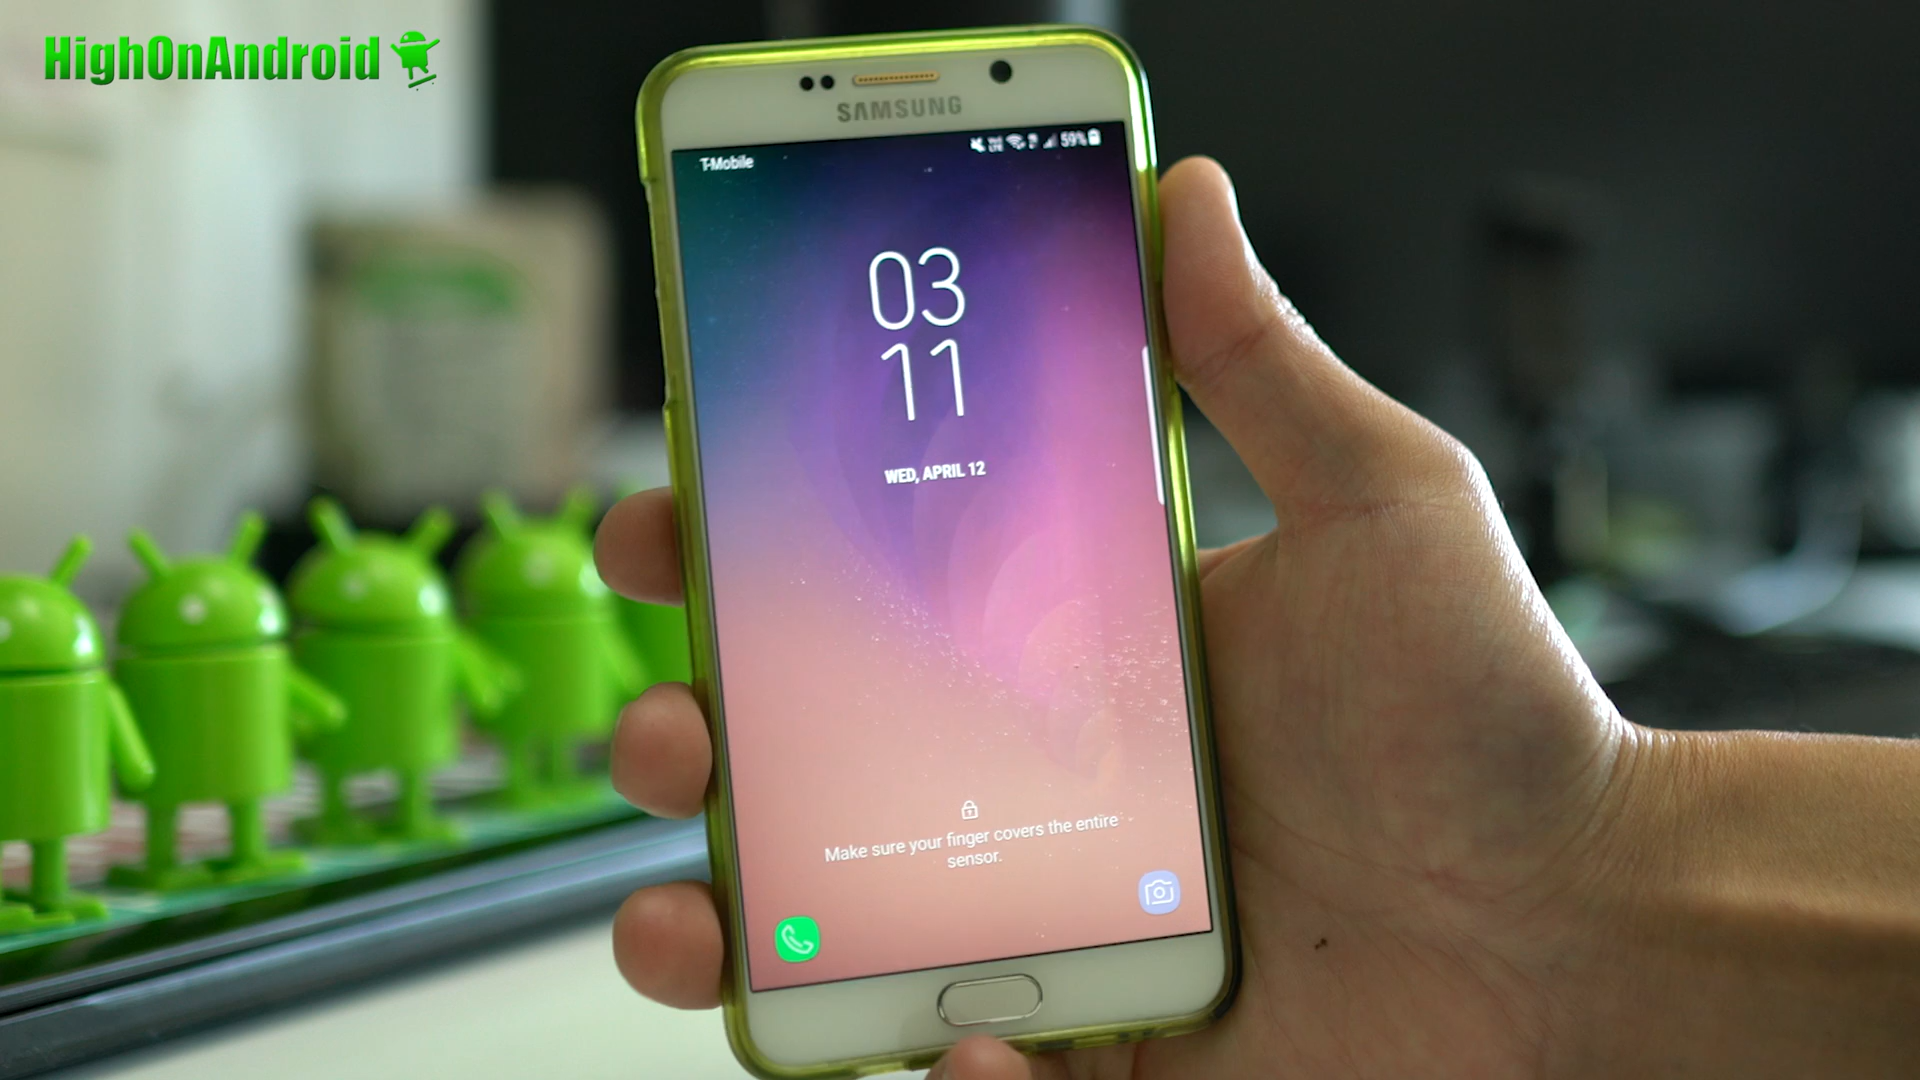 HighOnAndroid
SAMSUNG
T-Mobile
59%
03
11
WED, APRIL 12
Make sure your finger covers the entire
sensor.